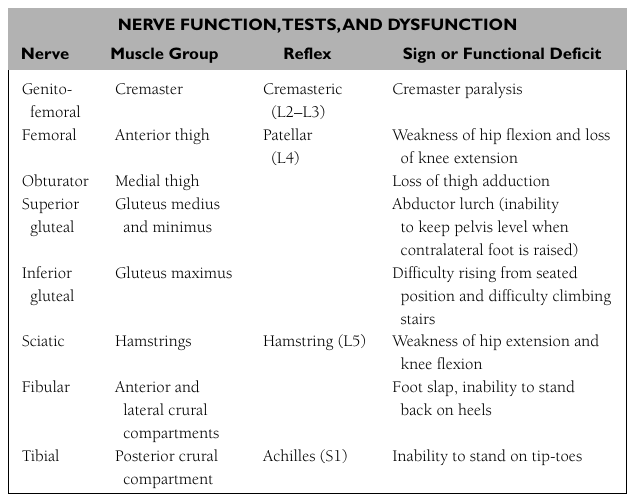 NERVE FUNCTION, TESTS, AND DYSFUNCTION
Nerve Muscle Group Reflex Sign or Functional Deficit
Genito- Cremaster Cremasteric Cremaster paralysis
femoral (L2–L3)
Femoral Anterior thigh Patellar Weakness of hip flexion and loss
(L4) of knee extension
Obturator Medial thigh Loss of thigh adduction
Superior Gluteus medius Abductor lurch (inability
gluteal and minimus to keep pelvis level when
contralateral foot is raised)
Inferior Gluteus maximus Difficulty rising from seated
gluteal position and difficulty climbing
stairs
Sciatic Hamstrings Hamstring (L5) Weakness of hip extension and
knee flexion
Fibular Anterior and Foot slap, inability to stand
lateral crural back on heels
compartments
Tibial Posterior crural Achilles (S1) Inability to stand on tip-toes
compartment